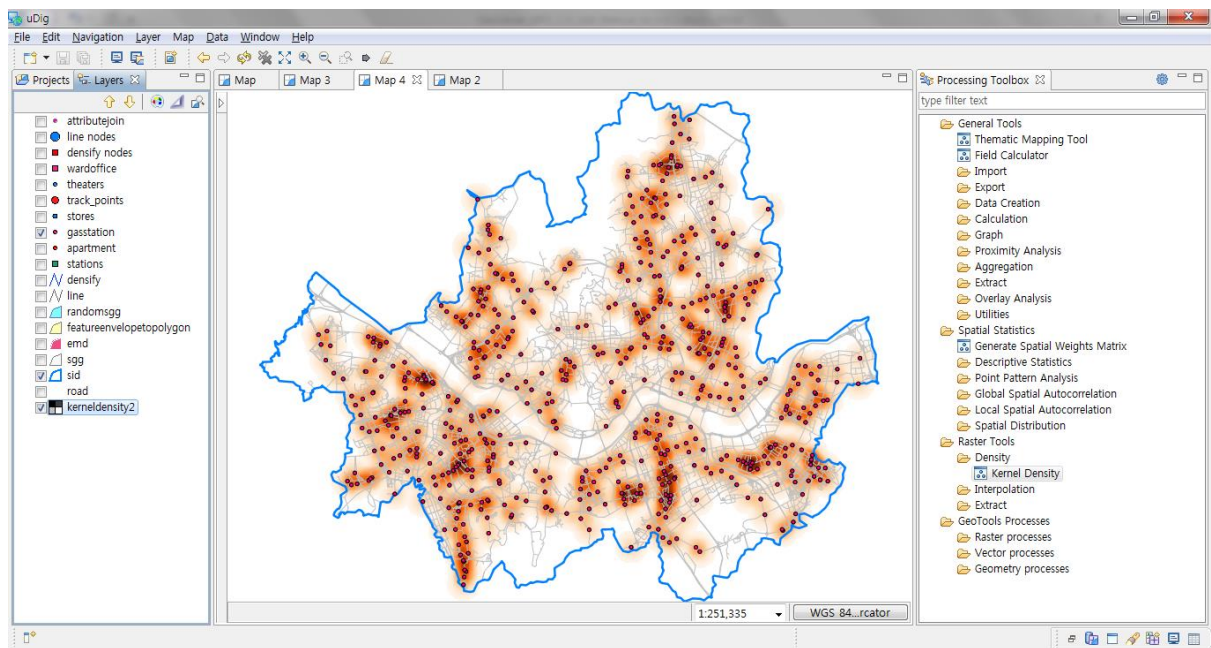 uDig
File Edit Navigation Layer Map Data Window Help
Projects Layers
Map Map 3 Map 4 Map 2
Processing Toolbox
type filter text
attributejoin
line nodes
densify nodes
wardoffice
theaters
track_points
stores
gasstation
apartment
stations
densify
line
randomsgg
featureenvelopetopolygon
emd
sgg
sid
road
kerneldensity2
General Tools
Thematic Mapping Tool
Field Calculator
Import
Export
Data Creation
Calculation
Graph
Proximity Analysis
Aggregation
Extract
Overlay Analysis
Utilities
Spatial Statistics
Generate Spatial Weights Matrix
Descriptive Statistics
Point Pattern Analysis
Global Spatial Autocorrelation
Local Spatial Autocorrelation
Spatial Distribution
Raster Tools
Density
Kernel Density
Interpolation
Extract
GeoTools Processes
Raster processes
Vector processes
Geometry processes
1:251,335
WGS 84...rcator